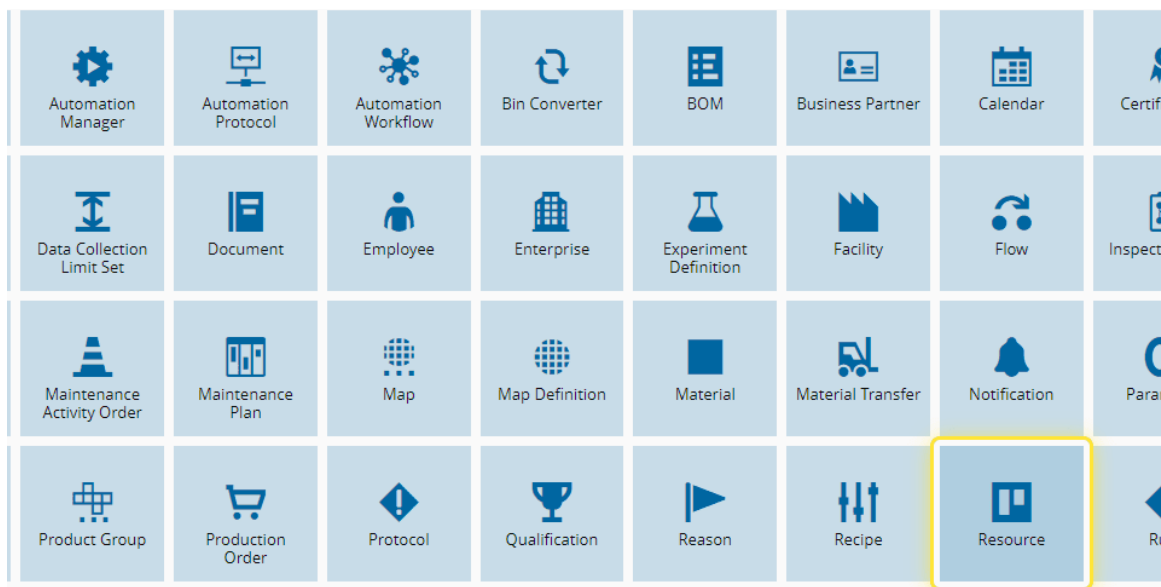 Automation
Manager
Automation
Protocol
Automation
Workflow
Bin Converter
BOM
Business Partner
Calendar
Data Collection
Limit Set
Document
Employee
Enterprise
Experiment
Definition
Facility
Flow
Maintenance
Activity Order
Maintenance
Plan
Map
Map Definition
Material
Material Transfer
Notification
Product Group
Production
Order
Protocol
Qualification
Reason
Recipe
Resource